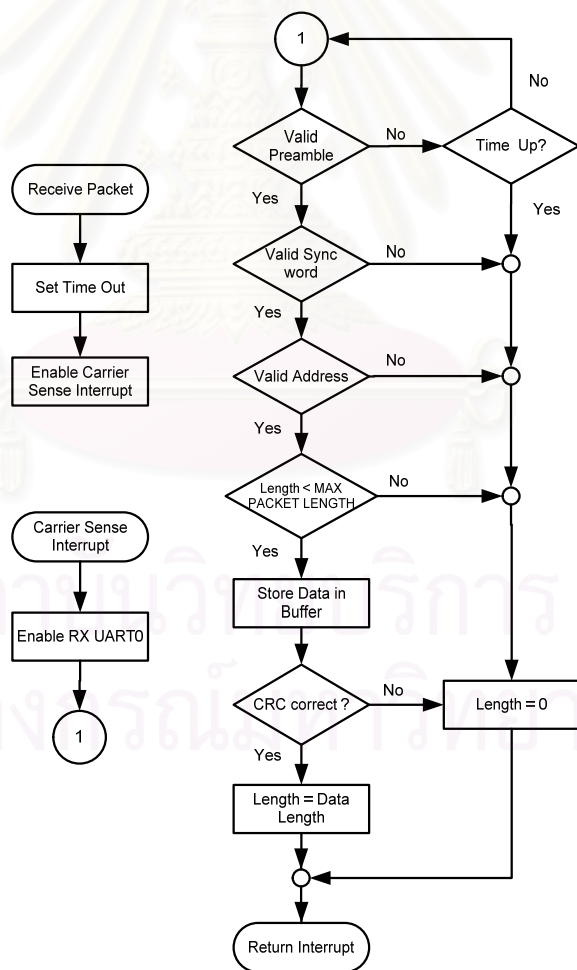 1
No
Valid
Preamble
No
Time Up?
Yes
Yes
Receive Packet
Valid Sync
word
No
Set Time Out
Yes
Enable Carrier
Sense Interrupt
Valid Address
No
Yes
Length < MAX
PACKET LENGTH
No
Carrier Sense
Interrupt
Yes
Store Data in
Buffer
Enable RX UART0
CRC correct ?
No
Length = 0
1
Yes
Length = Data
Length
Return Interrupt